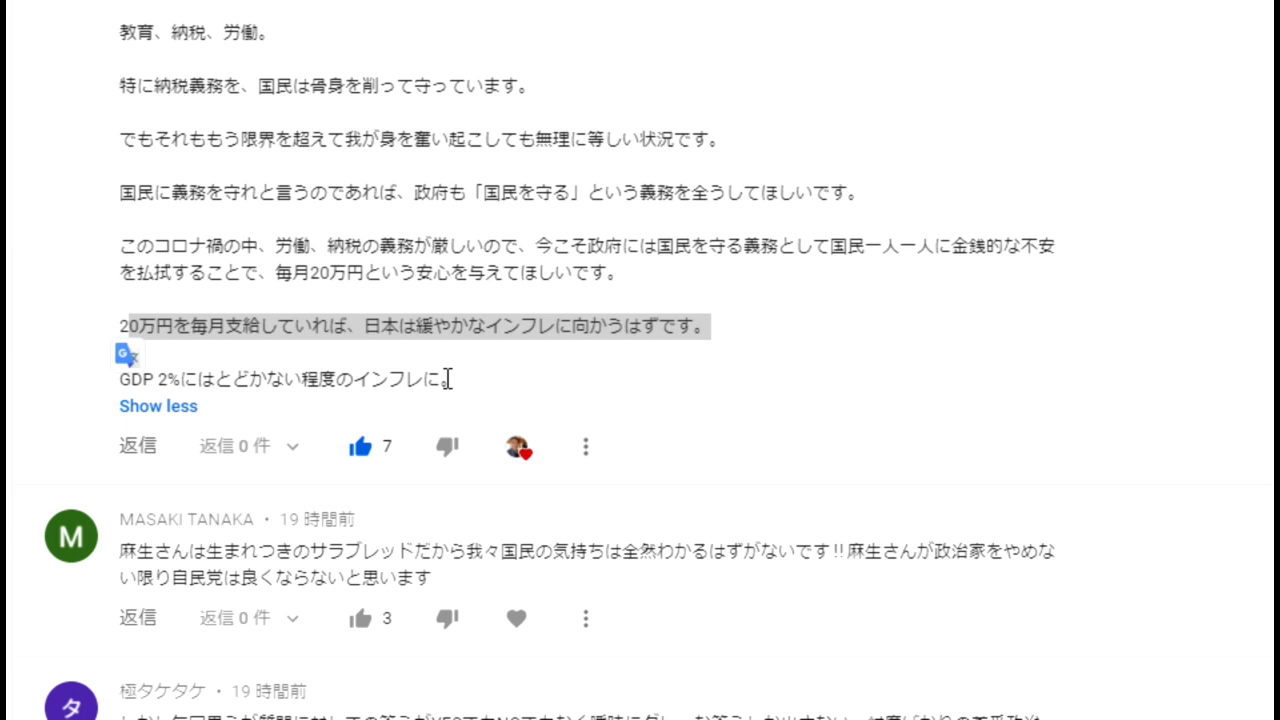 教育、納税、労働。
特に納税義務を、国民は骨身を削って守っています。
でもそれももう限界を超えて我が身を奮い起こしても無理に等しい状況です。
国民に義務を守れと言うのであれば、政府も「国民を守る」という義務を全うしてほしいです。
このコロナ禍の中、労働、納税の義務が厳しいので、今こそ政府には国民を守る義務として国民一人一人に金銭的な不安
を払拭することで、毎月20万円という安心を与えてほしいです。
20万円を毎月支給していれば、日本は緩やかなインフレに向かうはずです。
GDP 2%にはとどかない程度のインフレに。
Show less
返信 返信 0 件 7
M MASAKI TANAKA ・ 19 時間前
麻生さんは生まれつきのサラブレッドだから我々国民の気持ちは全然わかるはずがないです!!麻生さんが政治家をやめな
い限り自民党は良くならないと思います
返信 返信 0 件 3
タ 極タケタケ ・ 19 時間前